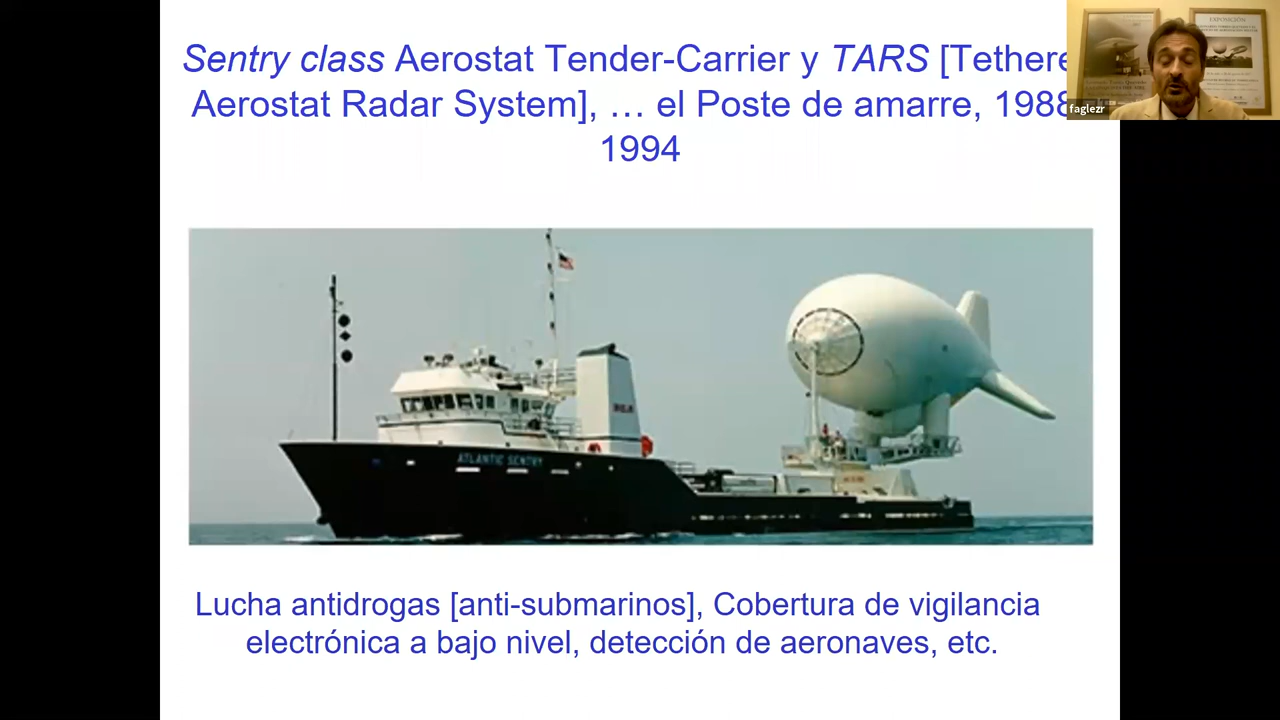 Sentry class Aerostat Tender-Carrier y TARS [Tethere
Aerostat Radar System], … el Poste de amarre, 1988
1994
EXPOSICIÓN
faglezr
ATLANTIC SENTRY
Lucha antidrogas [anti-submarinos], Cobertura de vigilancia
electrónica a bajo nivel, detección de aeronaves, etc.